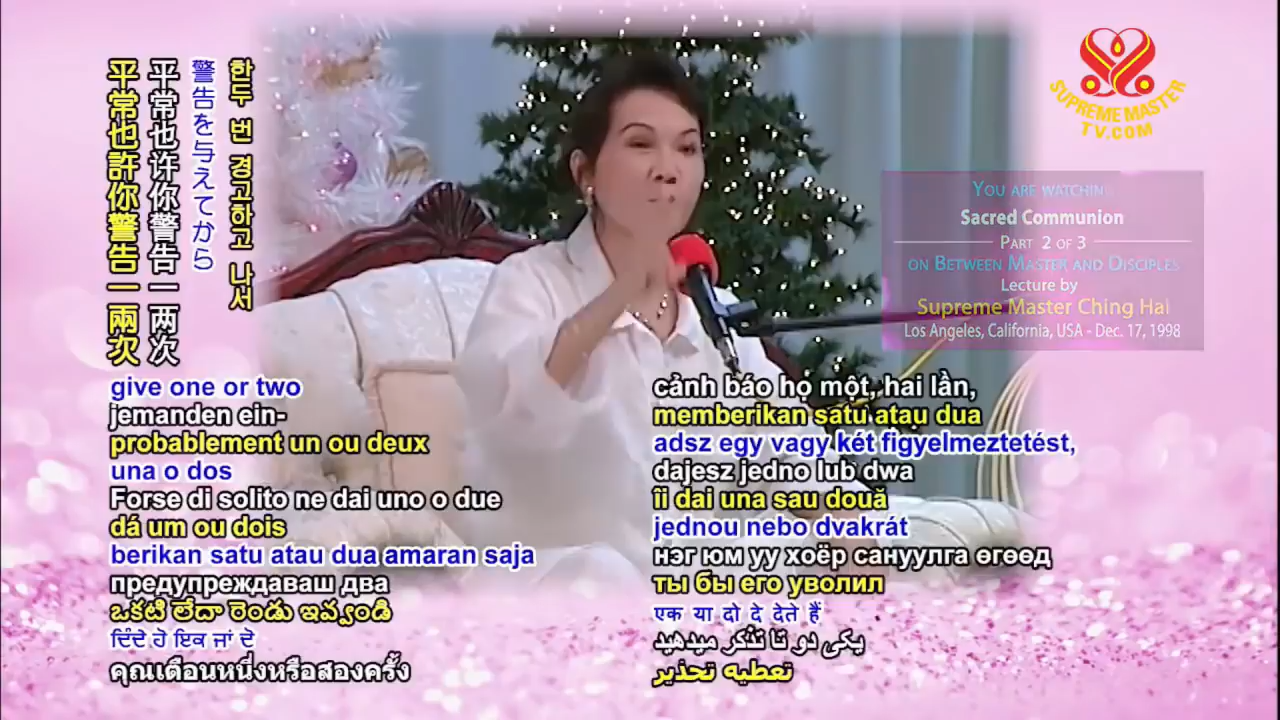 한두 번 경고하고 나서
警告を与えてから
平常也许你警告一两次
平常也許你警告一兩次
SUPREME MASTER
TV.COM
YOU ARE WATCHING
Sacred Communion
PART 2 OF 3
ON BETWEEN MASTER AND DISCIPLES
Lecture by
Supreme Master Ching Hai
Los Angeles, California, USA - Dec. 17, 1998
give one or two
jemanden ein-
probablement un ou deux
una o dos
Forse di solito ne dai uno o due
dá um ou dois
berikan satu atau dua amaran saja
предупреждаваш два
ఒకటి లేదా రెండు ఇవ్వండి
ਦਿੰਦੇ ਹੋ ਇਕ ਜਾਂ ਦੋ
คุณเตือนหนึ่งหรือสองครั้ง
cảnh báo họ một, hai lần,
memberikan satu atau dua
adsz egy vagy két figyelmeztetést,
dajesz jedno lub dwa
îi dai una sau două
jednou nebo dvakrát
нэг юм уу хоёр сануулга өгөөд
ты бы его уволил
एक या दो दे देते हैं
یکی دو تا تذکر میدهید
تعطيه تحذير